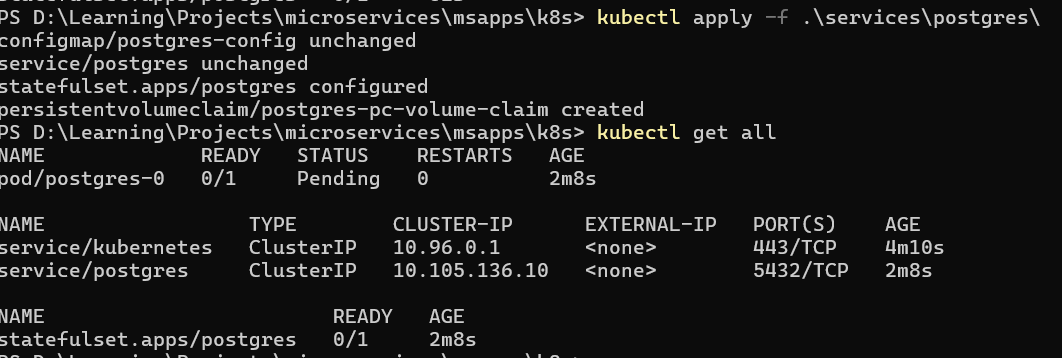 PS D:\Learning\Projects\microservices\msapps\k8s> kubectl apply -f .\services\postgres\
configmap/postgres-config unchanged
service/postgres unchanged
statefulset.apps/postgres configured
persistentvolumeclaim/postgres-pc-volume-claim created
PS D:\Learning\Projects\microservices\msapps\k8s> kubectl get all
NAME READY STATUS RESTARTS AGE
pod/postgres-0 0/1 Pending 0 2m8s
NAME TYPE CLUSTER-IP EXTERNAL-IP PORT(S) AGE
service/kubernetes ClusterIP 10.96.0.1 <none> 443/TCP 4m10s
service/postgres ClusterIP 10.105.136.10 <none> 5432/TCP 2m8s
NAME READY AGE
statefulset.apps/postgres 0/1 2m8s